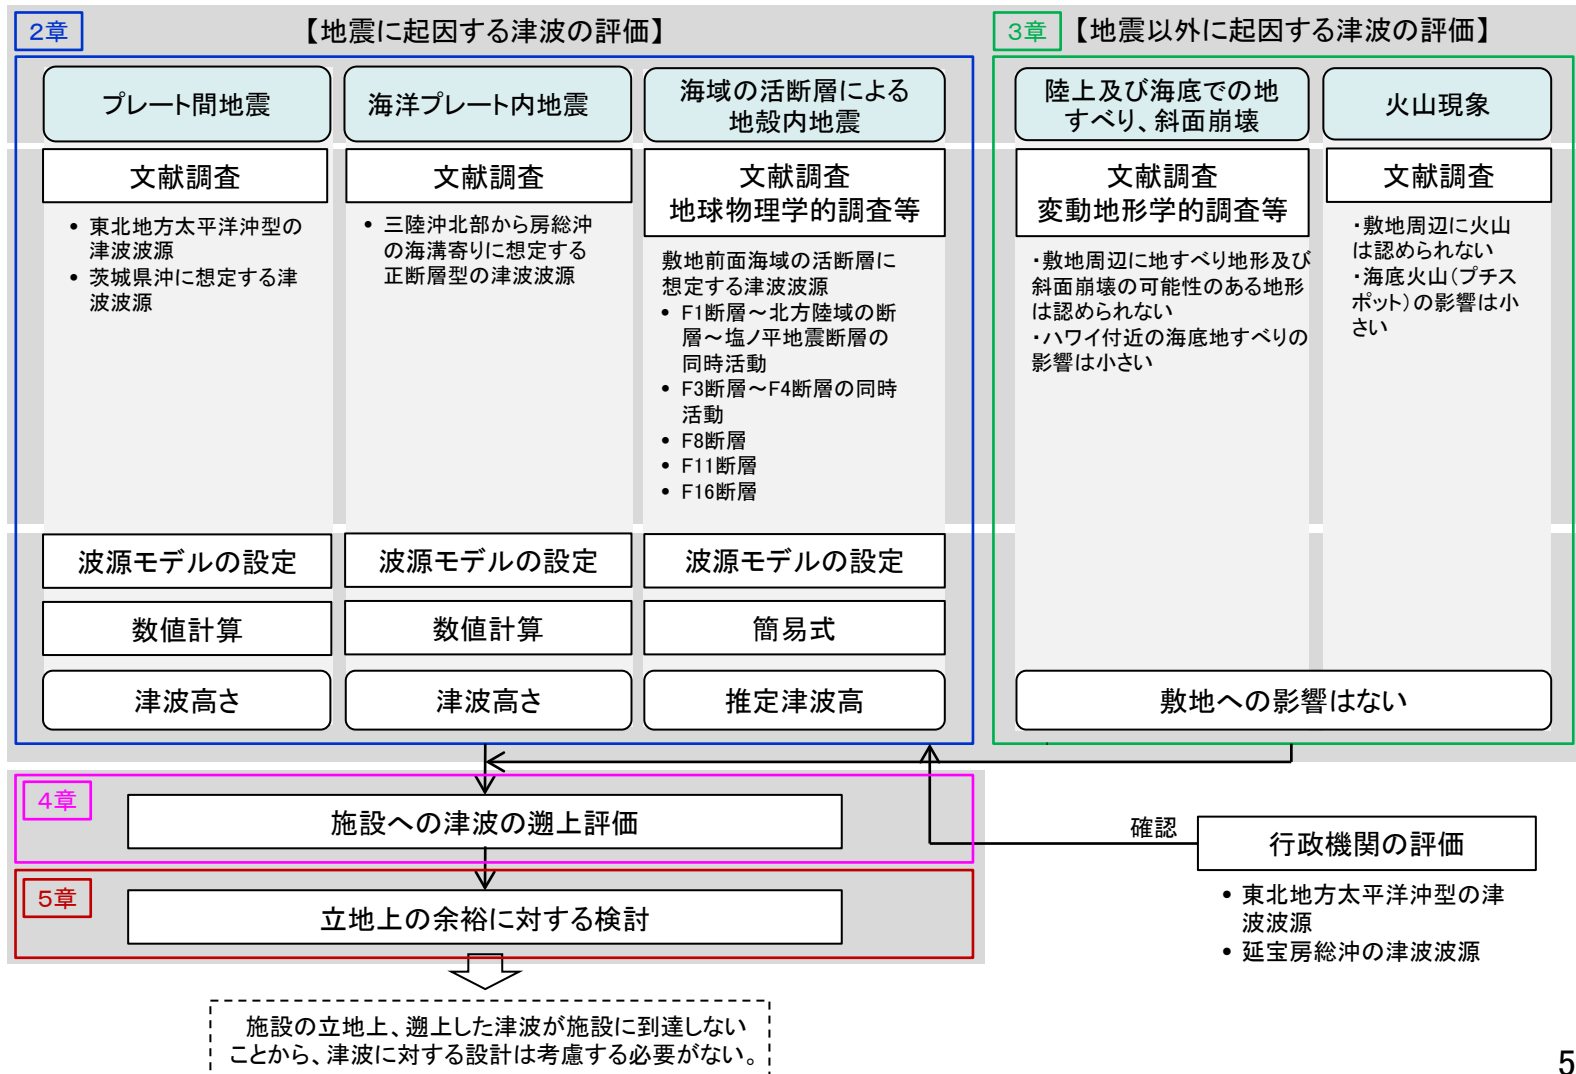 2章
【地震に起因する津波の評価】
プレート間地震
海洋プレート内地震
海域の活断層による
地殻内地震
文献調査
• 東北地方太平洋沖型の
津波波源
• 茨城県沖に想定する津
波波源
文献調査
• 三陸沖北部から房総沖
の海溝寄りに想定する
正断層型の津波波源
文献調査
地球物理学的調査等
敷地前面海域の活断層に
想定する津波波源
• F1断層～北方陸域の断
層～塩ノ平地震断層の
同時活動
• F3断層～F4断層の同時
活動
• F8断層
• F11断層
• F16断層
波源モデルの設定
波源モデルの設定
波源モデルの設定
数値計算
数値計算
簡易式
津波高さ
津波高さ
推定津波高
3章
【地震以外に起因する津波の評価】
陸上及び海底での地
すべり、斜面崩壊
火山現象
文献調査
変動地形学的調査等
・敷地周辺に地すべり地形及び
斜面崩壊の可能性のある地形
は認められない
・ハワイ付近の海底地すべりの
影響は小さい
文献調査
・敷地周辺に火山
は認められない
・海底火山(プチス
ポット)の影響は小
さい
敷地への影響はない
4章
施設への津波の遡上評価
確認
行政機関の評価
• 東北地方太平洋沖型の津
波波源
• 延宝房総沖の津波波源
5章
立地上の余裕に対する検討
施設の立地上、遡上した津波が施設に到達しない
ことから、津波に対する設計は考慮する必要がない。
5